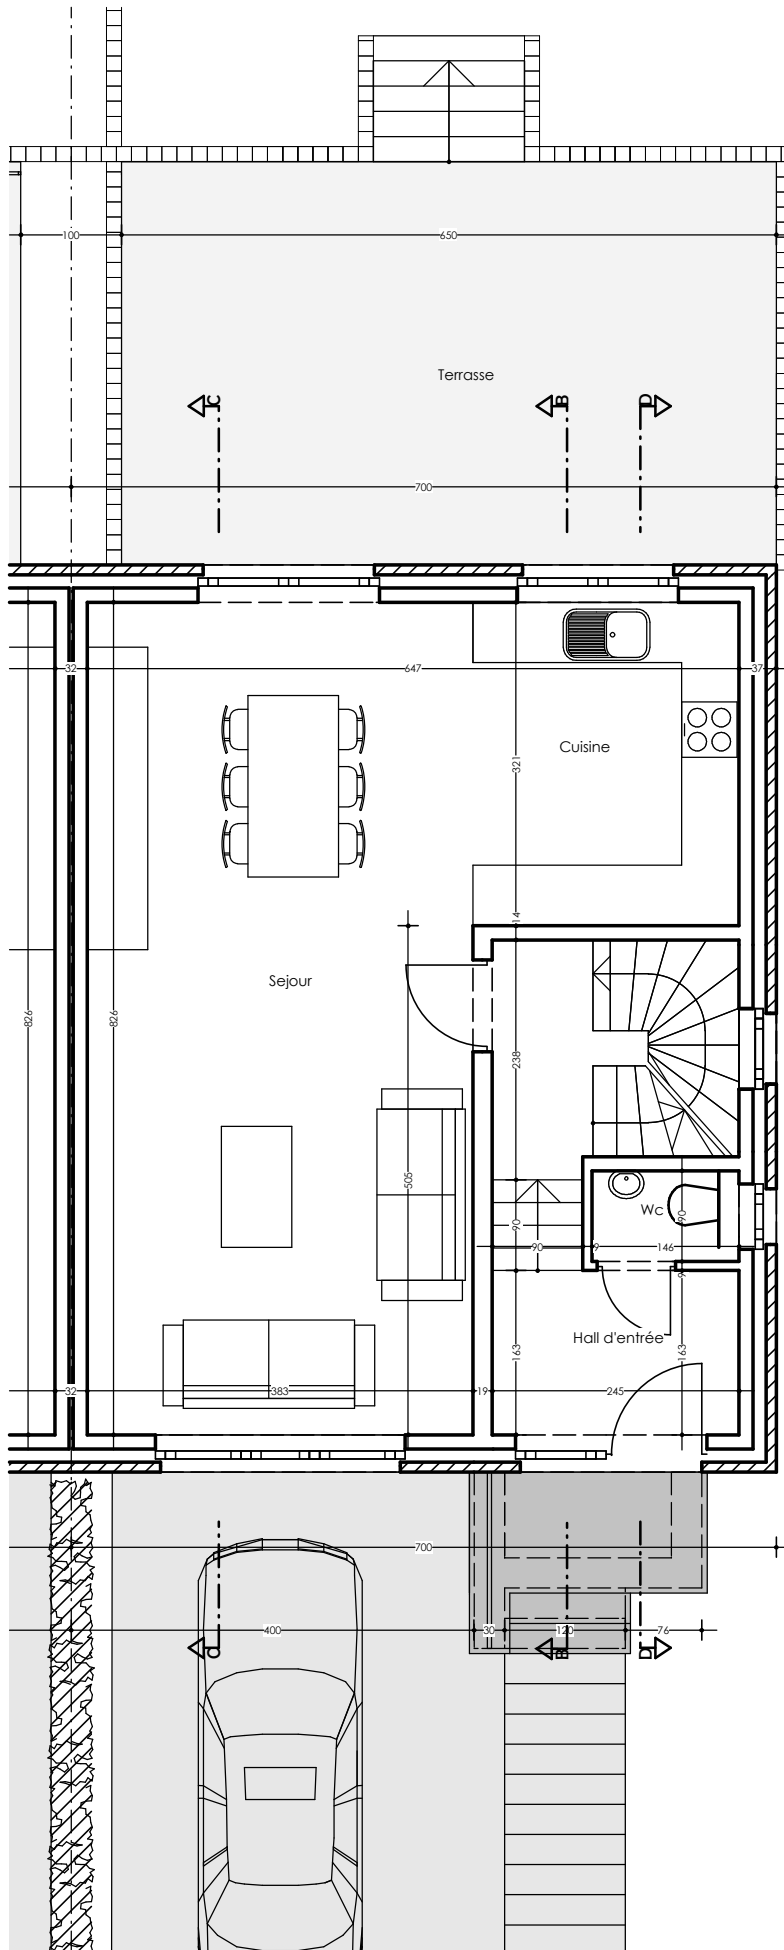 100 650
Terrasse
C B D
700
32 647 37
Cuisine
321
14
Sejour
826 826
238
505
Wc
90 90
90 9 146
9
Hall d'entrée
163 163
32 383 19 245
700
400 30 120 76
C B D